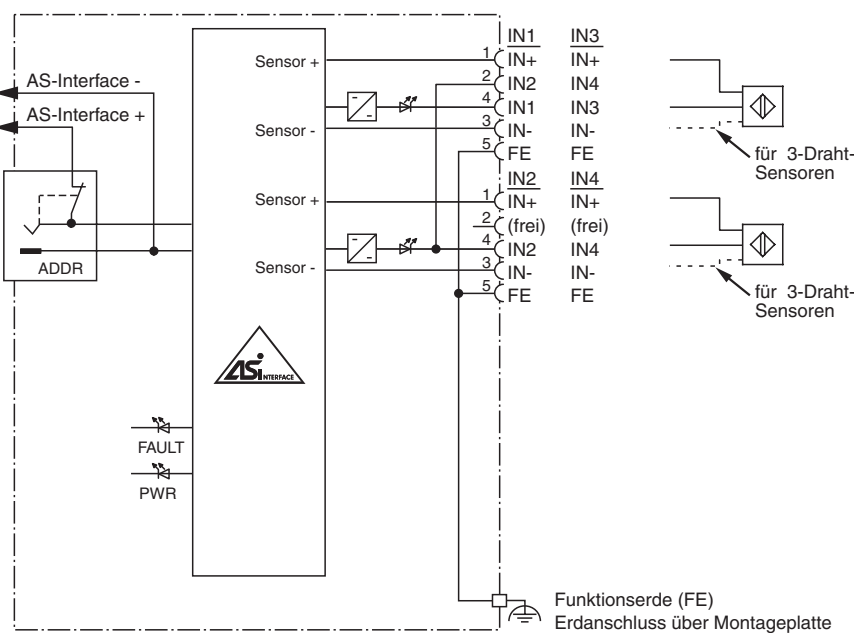 AS-Interface -
AS-Interface +
ADDR
Sensor +
Sensor -
Sensor +
Sensor -
ASi INTERFACE
FAULT
PWR
IN1 IN3
1 IN+ IN+
2 IN2 IN4
4 IN1 IN3
3 IN- IN-
5 FE FE
IN2 IN4
1 IN+ IN+
2 (frei) (frei)
4 IN2 IN4
3 IN- IN-
5 FE FE
für 3-Draht-
Sensoren
für 3-Draht-
Sensoren
Funktionserde (FE)
Erdanschluss über Montageplatte